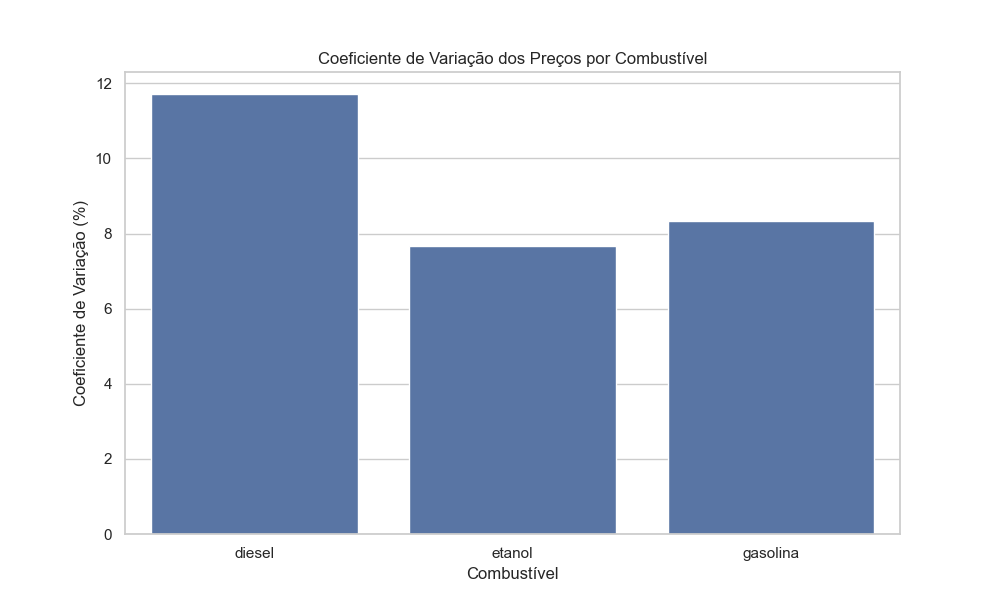 Coeficiente de Variação dos Preços por Combustível
12
10
8
6
4
2
0
Coeficiente de Variação (%)
diesel
etanol
gasolina
Combustível